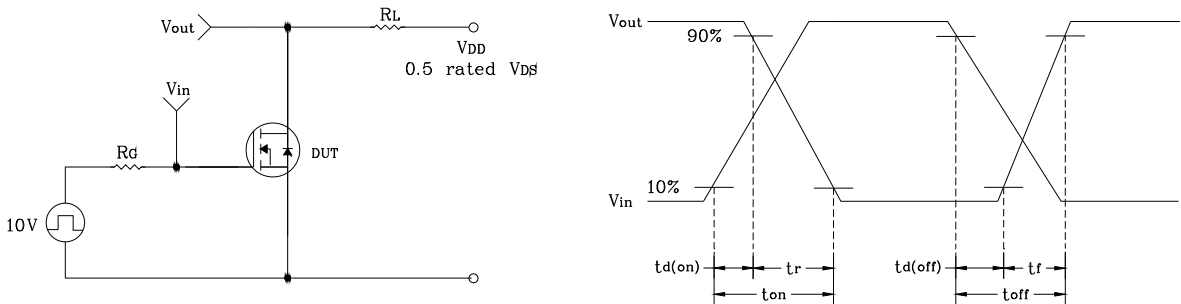 Vout
RL
VDD
0.5 rated VDS
Vin
RG
DUT
10V
Vout
90%
10%
Vin
td(on)
tr
td(off)
tf
ton
toff